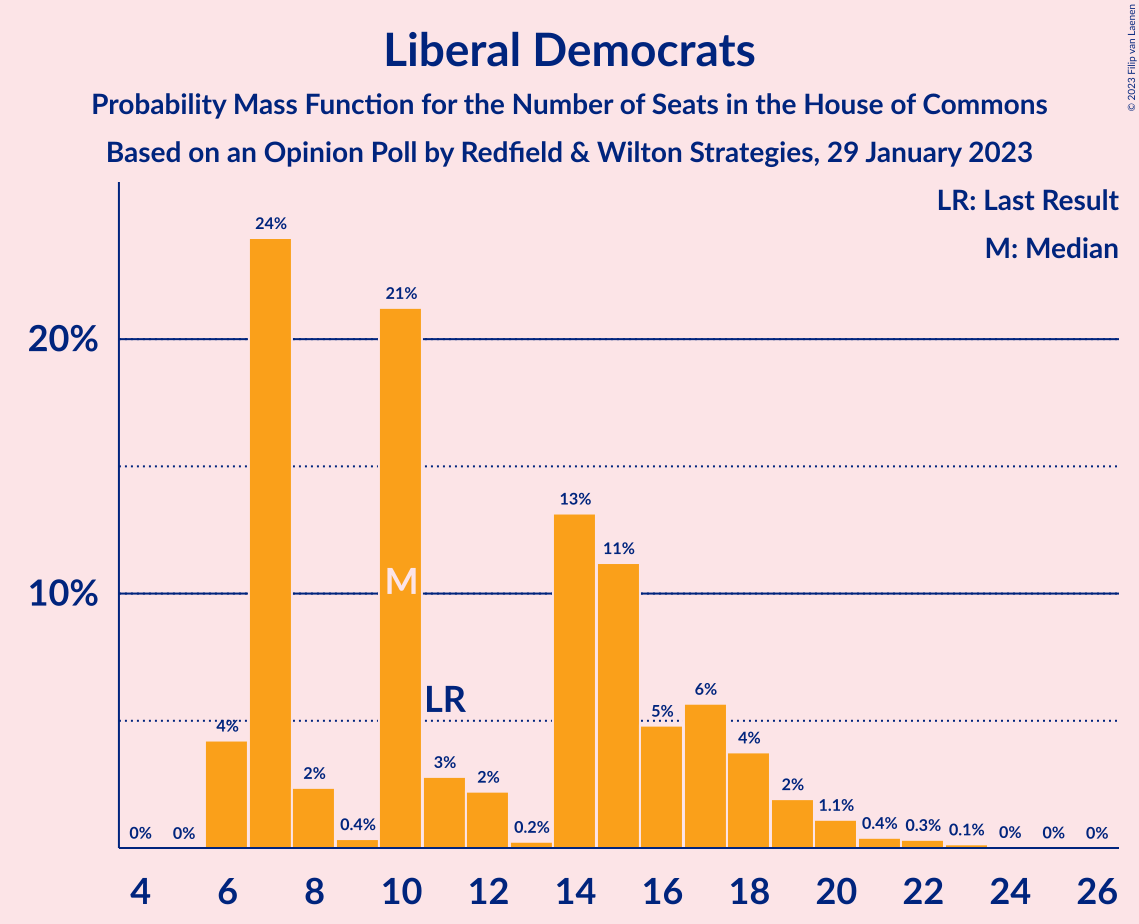 Liberal Democrats
Probability Mass Function for the Number of Seats in the House of Commons
Based on an Opinion Poll by Redfield & Wilton Strategies, 29 January 2023
© 2023 Filip van Laenen
LR: Last Result
M: Median
20%
10%
0% 0% 4% 24% 2% 0.4% 21% 3% 2% 0.2% 13% 11% 5% 6% 4% 2% 1.1% 0.4% 0.3% 0.1% 0% 0% 0%
M
LR
4 6 8 10 12 14 16 18 20 22 24 26